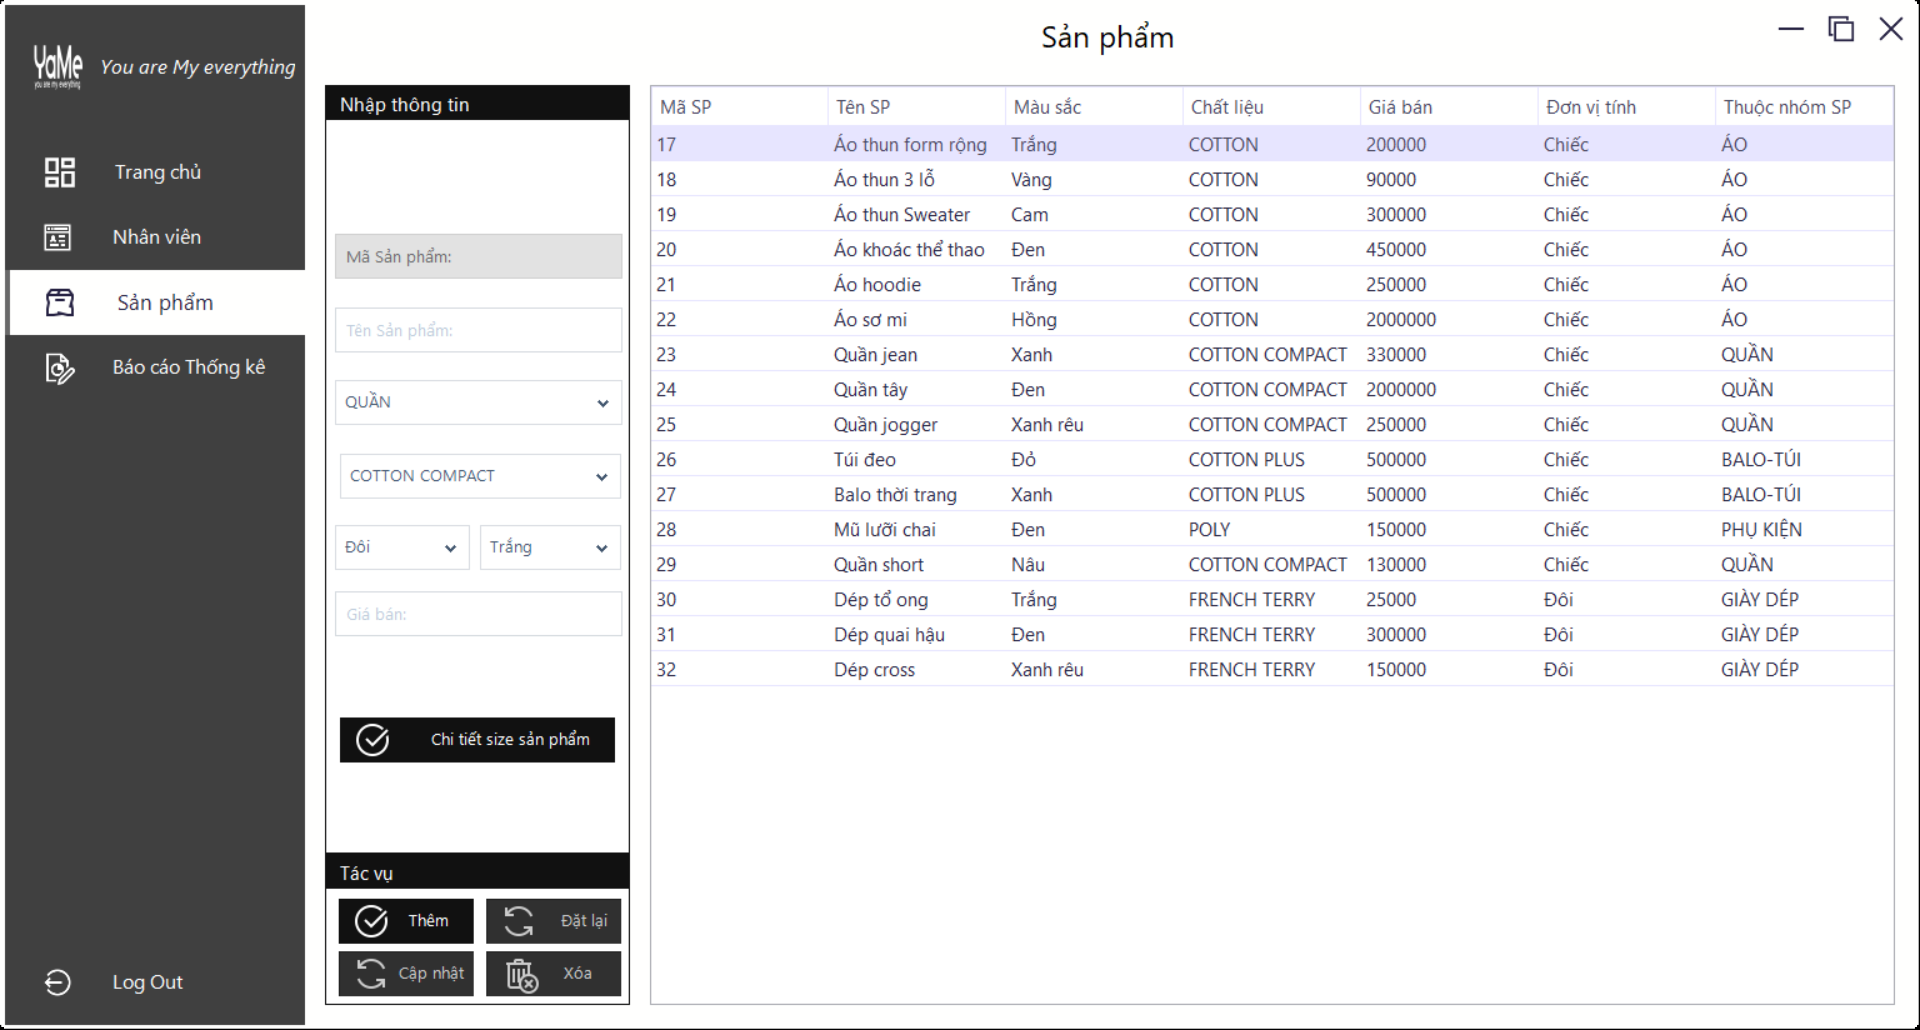 Sản phẩm
YaMe
you are my everything
You are My everything
Trang chủ
Nhân viên
Sản phẩm
Báo cáo Thống kê
Log Out
Nhập thông tin
Mã Sản phẩm:
Tên Sản phẩm:
QUẦN
COTTON COMPACT
Đôi Trắng
Giá bán:
Chi tiết size sản phẩm
Tác vụ
Thêm Đặt lại
Cập nhật Xóa
Mã SP Tên SP Màu sắc Chất liệu Giá bán Đơn vị tính Thuộc nhóm SP
17 Áo thun form rộng Trắng COTTON 200000 Chiếc ÁO
18 Áo thun 3 lỗ Vàng COTTON 90000 Chiếc ÁO
19 Áo thun Sweater Cam COTTON 300000 Chiếc ÁO
20 Áo khoác thể thao Đen COTTON 450000 Chiếc ÁO
21 Áo hoodie Trắng COTTON 250000 Chiếc ÁO
22 Áo sơ mi Hồng COTTON 2000000 Chiếc ÁO
23 Quần jean Xanh COTTON COMPACT 330000 Chiếc QUẦN
24 Quần tây Đen COTTON COMPACT 2000000 Chiếc QUẦN
25 Quần jogger Xanh rêu COTTON COMPACT 250000 Chiếc QUẦN
26 Túi đeo Đỏ COTTON PLUS 500000 Chiếc BALO-TÚI
27 Balo thời trang Xanh COTTON PLUS 500000 Chiếc BALO-TÚI
28 Mũ lưỡi chai Đen POLY 150000 Chiếc PHỤ KIỆN
29 Quần short Nâu COTTON COMPACT 130000 Chiếc QUẦN
30 Dép tổ ong Trắng FRENCH TERRY 25000 Đôi GIÀY DÉP
31 Dép quai hậu Đen FRENCH TERRY 300000 Đôi GIÀY DÉP
32 Dép cross Xanh rêu FRENCH TERRY 150000 Đôi GIÀY DÉP